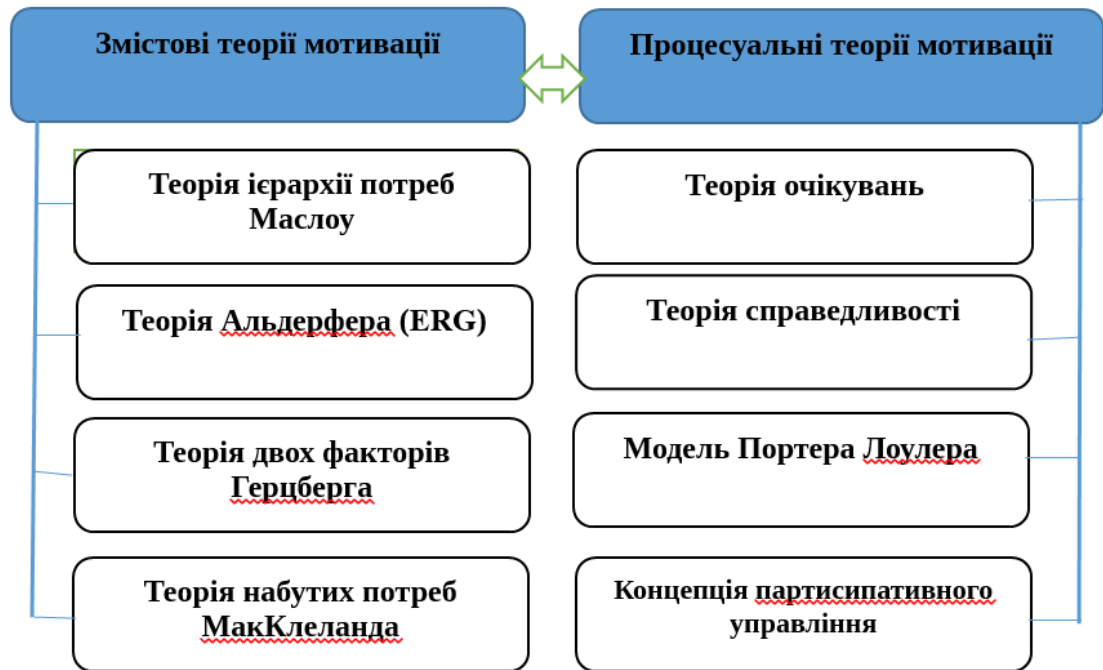 Змістові теорії мотивації
Процесуальні теорії мотивації
Теорія ієрархії потреб
Маслоу
Теорія Альдерфера (ERG)
Теорія двох факторів
Герцберга
Теорія набутих потреб
МакКлеланда
Теорія очікувань
Теорія справедливості
Модель Портера Лоулера
Концепція партисипативного
управління